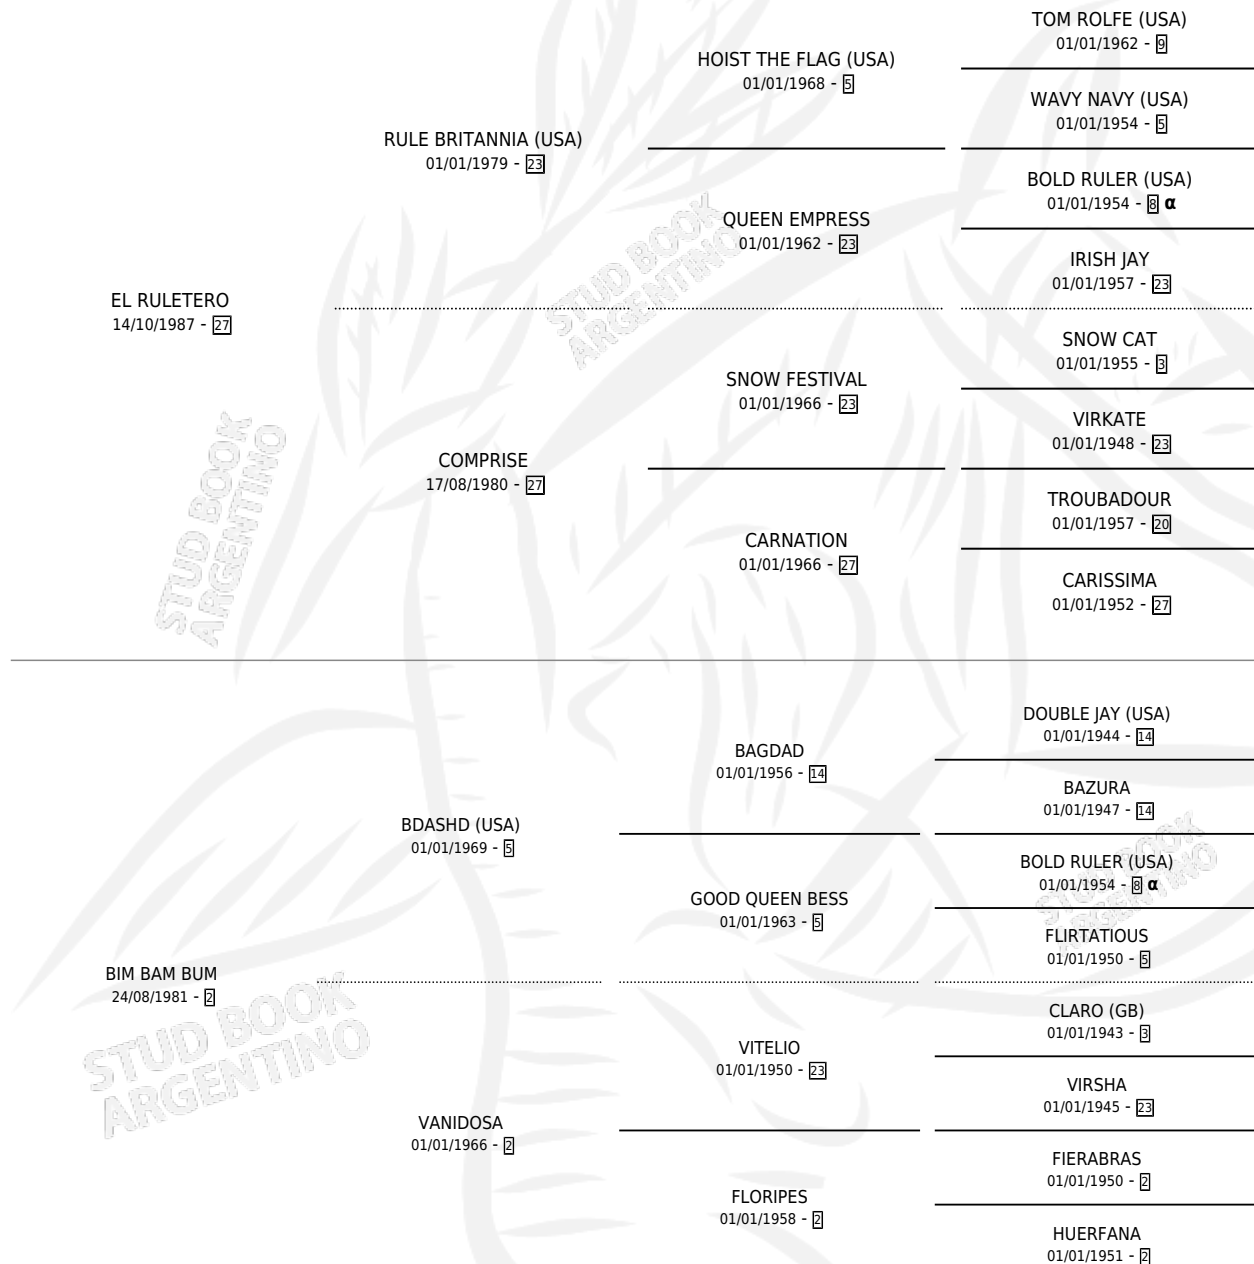 TOM ROLFE (USA)
01/01/1962 - 9
HOIST THE FLAG (USA)
01/01/1968 - 5
WAVY NAVY (USA)
01/01/1954 - 5
RULE BRITANNIA (USA)
01/01/1979 - 23
BOLD RULER (USA)
01/01/1954 - 8 α
QUEEN EMPRESS
01/01/1962 - 23
IRISH JAY
01/01/1957 - 23
EL RULETERO
14/10/1987 - 27
STUD BOOK
ARGENTINO
SNOW CAT
01/01/1955 - 3
SNOW FESTIVAL
01/01/1966 - 23
VIRKATE
01/01/1948 - 23
COMPRISE
17/08/1980 - 27
STUD BOOK
ARGENTINO
TROUBADOUR
01/01/1957 - 20
CARNATION
01/01/1966 - 27
CARISSIMA
01/01/1952 - 27
DOUBLE JAY (USA)
01/01/1944 - 14
BAGDAD
01/01/1956 - 14
BAZURA
01/01/1947 - 14
BDASHD (USA)
01/01/1969 - 5
BOLD RULER (USA)
01/01/1954 - 8 α
STUD BOOK
ARGENTINO
GOOD QUEEN BESS
01/01/1963 - 5
FLIRTATIOUS
01/01/1950 - 5
BIM BAM BUM
24/08/1981 - 2
STUD BOOK
ARGENTINO
CLARO (GB)
01/01/1943 - 3
VITELIO
01/01/1950 - 23
VIRSHA
01/01/1945 - 23
VANIDOSA
01/01/1966 - 2
FIERABRAS
01/01/1950 - 2
FLORIPES
01/01/1958 - 2
HUERFANA
01/01/1951 - 2